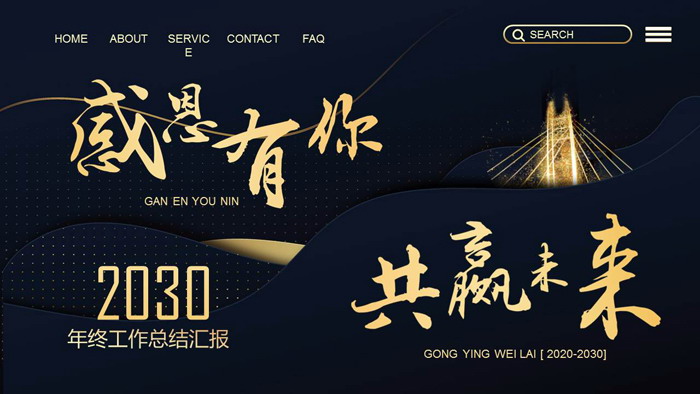 HOME ABOUT SERVIC
E CONTACT FAQ
SEARCH
感恩有你
GAN EN YOU NIN
2030
年终工作总结汇报
共赢未来
GONG YING WEI LAI [ 2020-2030]